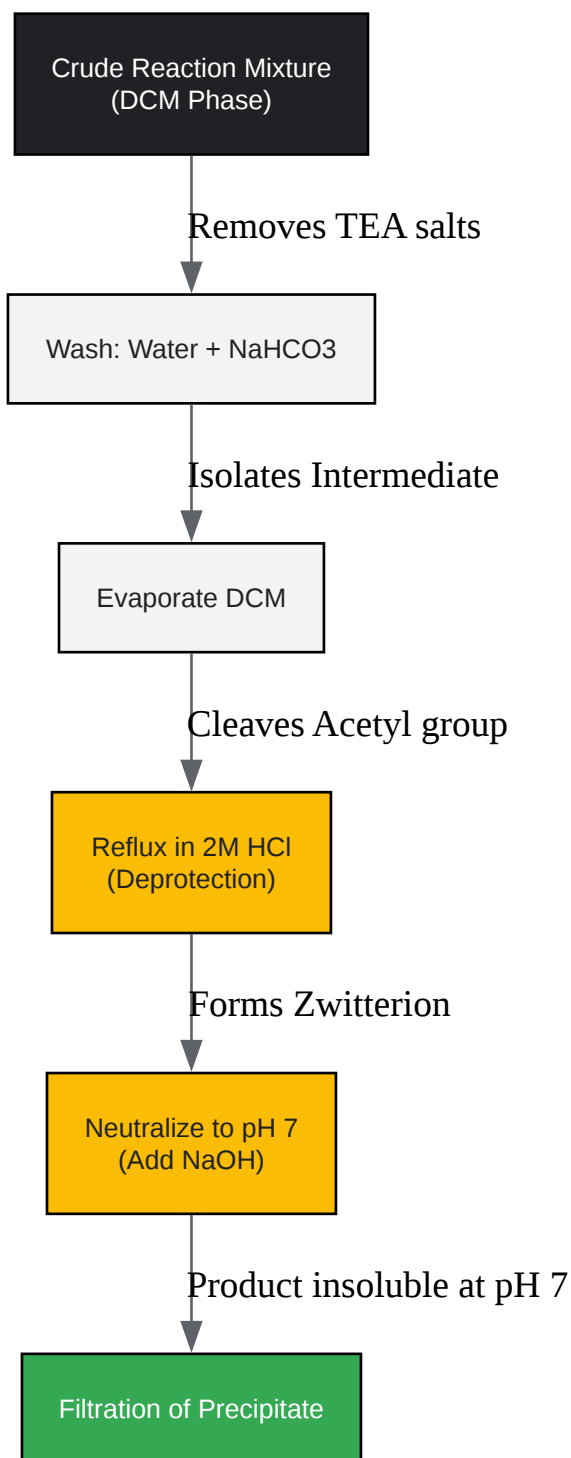 Crude Reaction Mixture
(DCM Phase)
Removes TEA salts
Wash: Water + NaHCO3
Isolates Intermediate
Evaporate DCM
Cleaves Acetyl group
Reflux in 2M HCl
(Deprotection)
Forms Zwitterion
Neutralize to pH 7
(Add NaOH)
Product insoluble at pH 7
Filtration of Precipitate